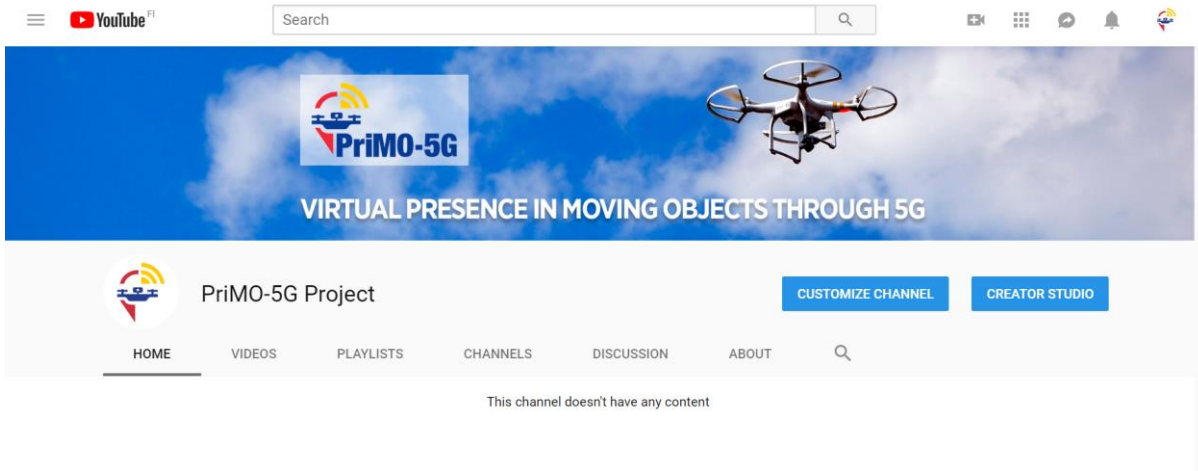 YouTube FI
Search
PriMO-5G
VIRTUAL PRESENCE IN MOVING OBJECTS THROUGH 5G
PriMO-5G Project
CUSTOMIZE CHANNEL
CREATOR STUDIO
HOME VIDEOS PLAYLISTS CHANNELS DISCUSSION ABOUT
This channel doesn't have any content